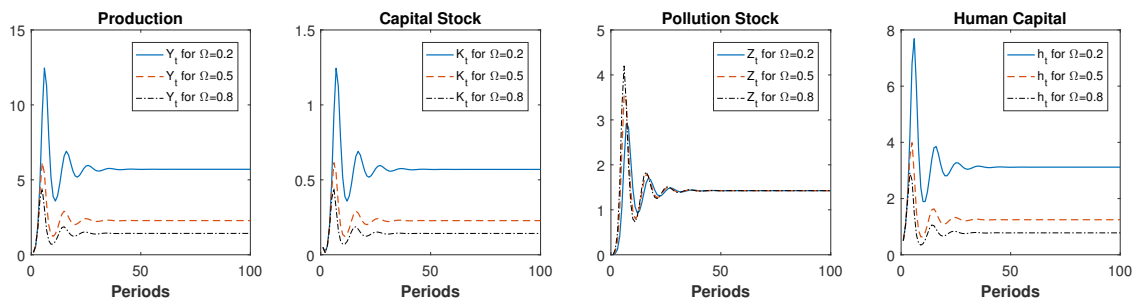 Production
15
10
5
0
0
50
100
Periods
Y_t for Ω=0.2
Y_t for Ω=0.5
Y_t for Ω=0.8
Capital Stock
1.5
1
0.5
0
0
50
100
Periods
K_t for Ω=0.2
K_t for Ω=0.5
K_t for Ω=0.8
Pollution Stock
5
4
3
2
1
0
0
50
100
Periods
Z_t for Ω=0.2
Z_t for Ω=0.5
Z_t for Ω=0.8
Human Capital
8
6
4
2
0
0
50
100
Periods
h_t for Ω=0.2
h_t for Ω=0.5
h_t for Ω=0.8